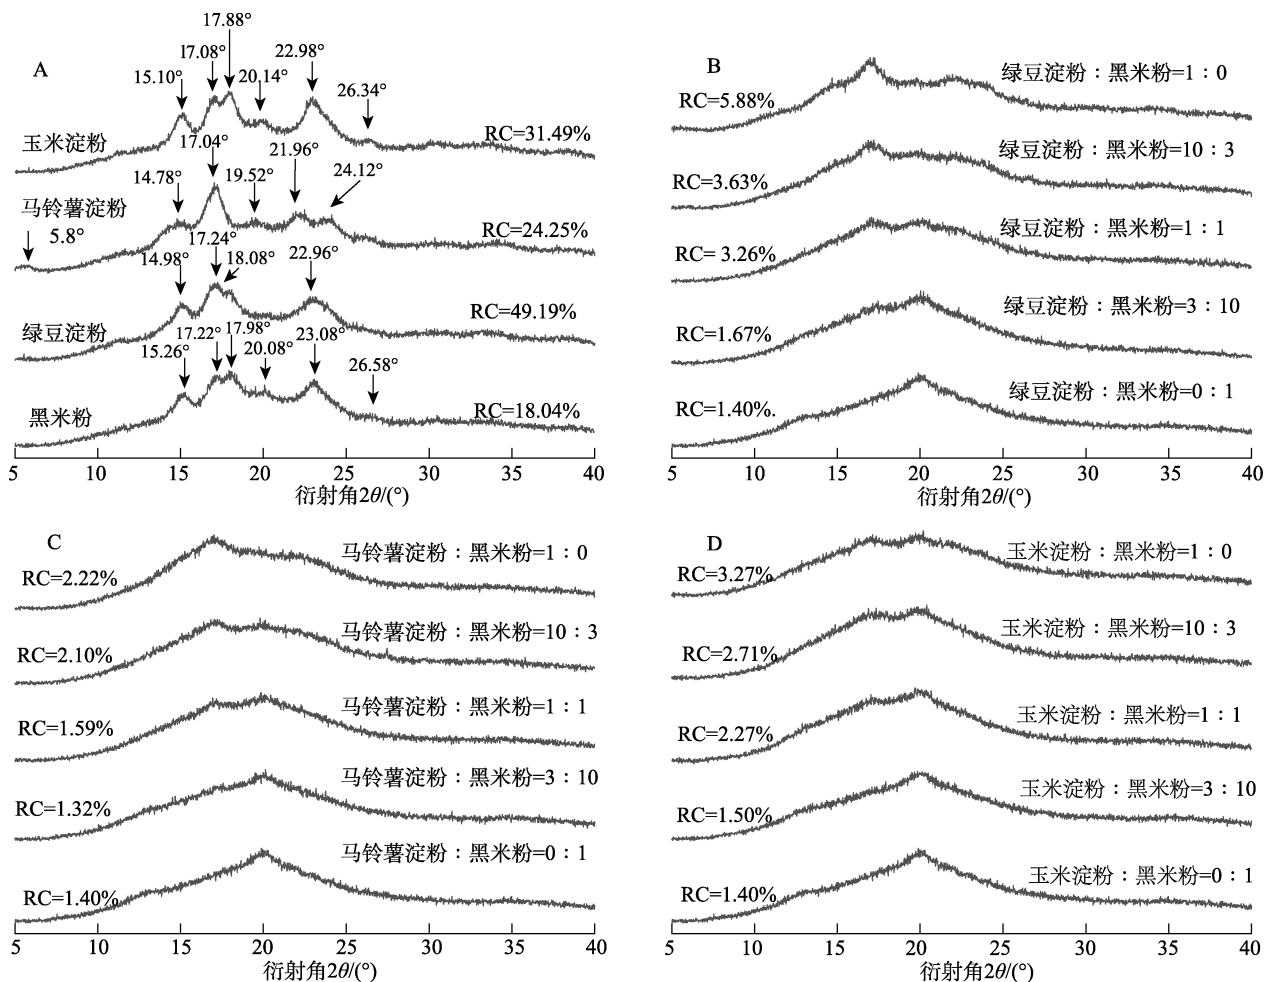 A
17.88°
17.08°
22.98°
15.10°
20.14°
26.34°
玉米淀粉
RC=31.49%
17.04°
21.96°
14.78°
19.52°
24.12°
马铃薯淀粉
5.8°
RC=24.25%
17.24°
14.98°
18.08°
22.96°
绿豆淀粉
RC=49.19%
17.22°
17.98°
23.08°
15.26°
20.08°
26.58°
黑米粉
RC=18.04%
5 10 15 20 25 30 35 40
衍射角2θ/(°)
B
绿豆淀粉：黑米粉=1：0
RC=5.88%
绿豆淀粉：黑米粉=10：3
RC=3.63%
绿豆淀粉：黑米粉=1：1
RC= 3.26%
绿豆淀粉：黑米粉=3：10
RC=1.67%
绿豆淀粉：黑米粉=0：1
RC=1.40%.
5 10 15 20 25 30 35 40
衍射角2θ/(°)
C
马铃薯淀粉：黑米粉=1：0
RC=2.22%
马铃薯淀粉：黑米粉=10：3
RC=2.10%
马铃薯淀粉：黑米粉=1：1
RC=1.59%
马铃薯淀粉：黑米粉=3：10
RC=1.32%
马铃薯淀粉：黑米粉=0：1
RC=1.40%
5 10 15 20 25 30 35 40
衍射角2θ/(°)
D
玉米淀粉：黑米粉=1：0
RC=3.27%
玉米淀粉：黑米粉=10：3
RC=2.71%
玉米淀粉：黑米粉=1：1
RC=2.27%
玉米淀粉：黑米粉=3：10
RC=1.50%
玉米淀粉：黑米粉=0：1
RC=1.40%
5 10 15 20 25 30 35 40
衍射角2θ/(°)